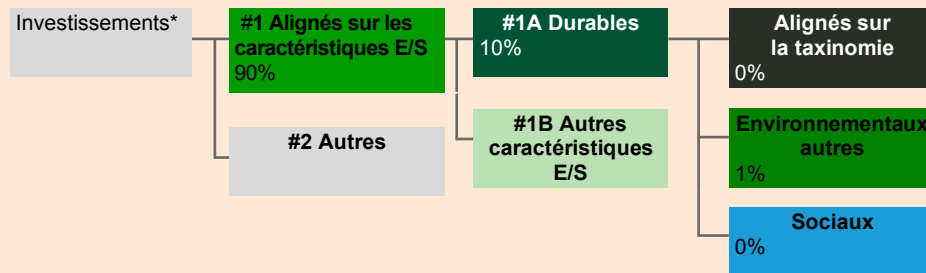 Investissements*
#1 Alignés sur les
caractéristiques E/S
90%
#2 Autres
#1A Durables
10%
#1B Autres
caractéristiques
E/S
Alignés sur
la taxinomie
0%
Environnementaux
autres
1%
Sociaux
0%